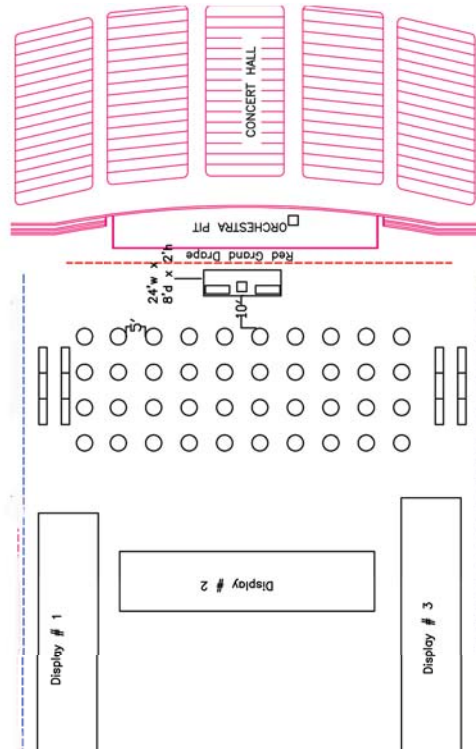 CONCERT HALL
ORCHESTRA PIT
Red Grand Drape
24'w x
8'd x 2'h
10'
5'
Display # 2
Display # 1
Display # 3